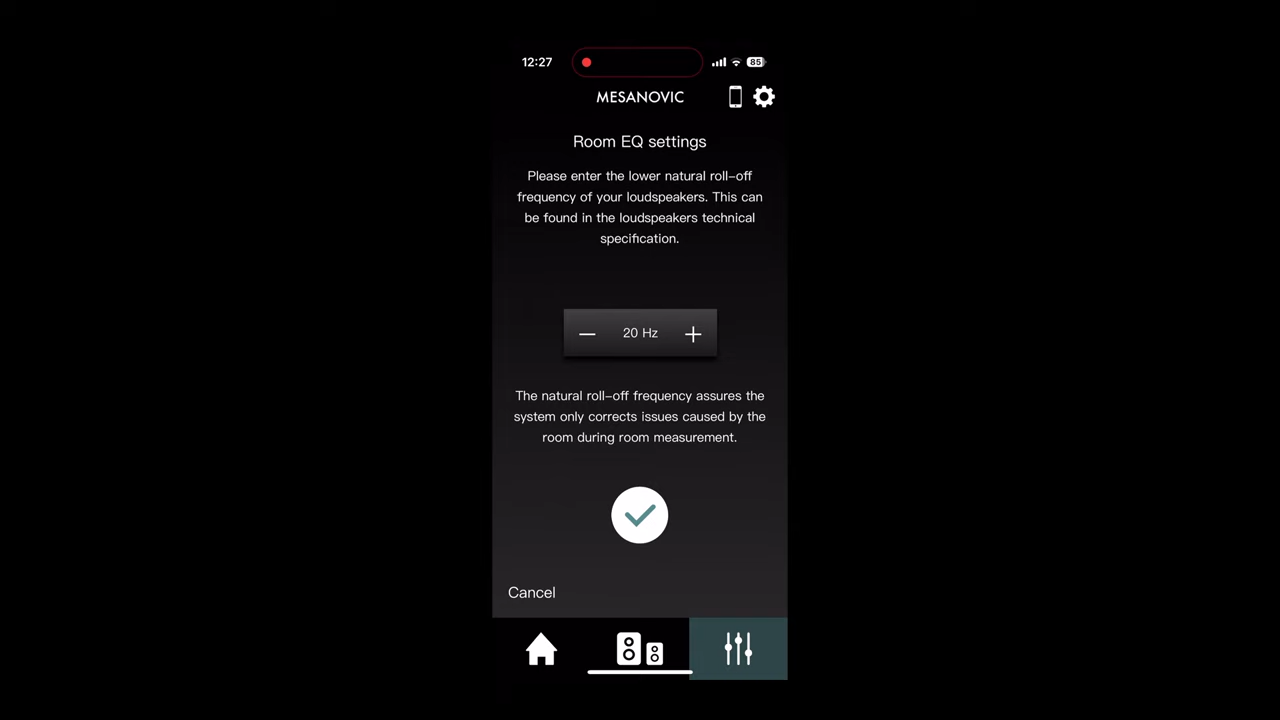 12:27
85
MESANOVIC
Room EQ settings
Please enter the lower natural roll-off
frequency of your loudspeakers. This can
be found in the loudspeakers technical
specification.
20 Hz
The natural roll-off frequency assures the
system only corrects issues caused by the
room during room measurement.
Cancel